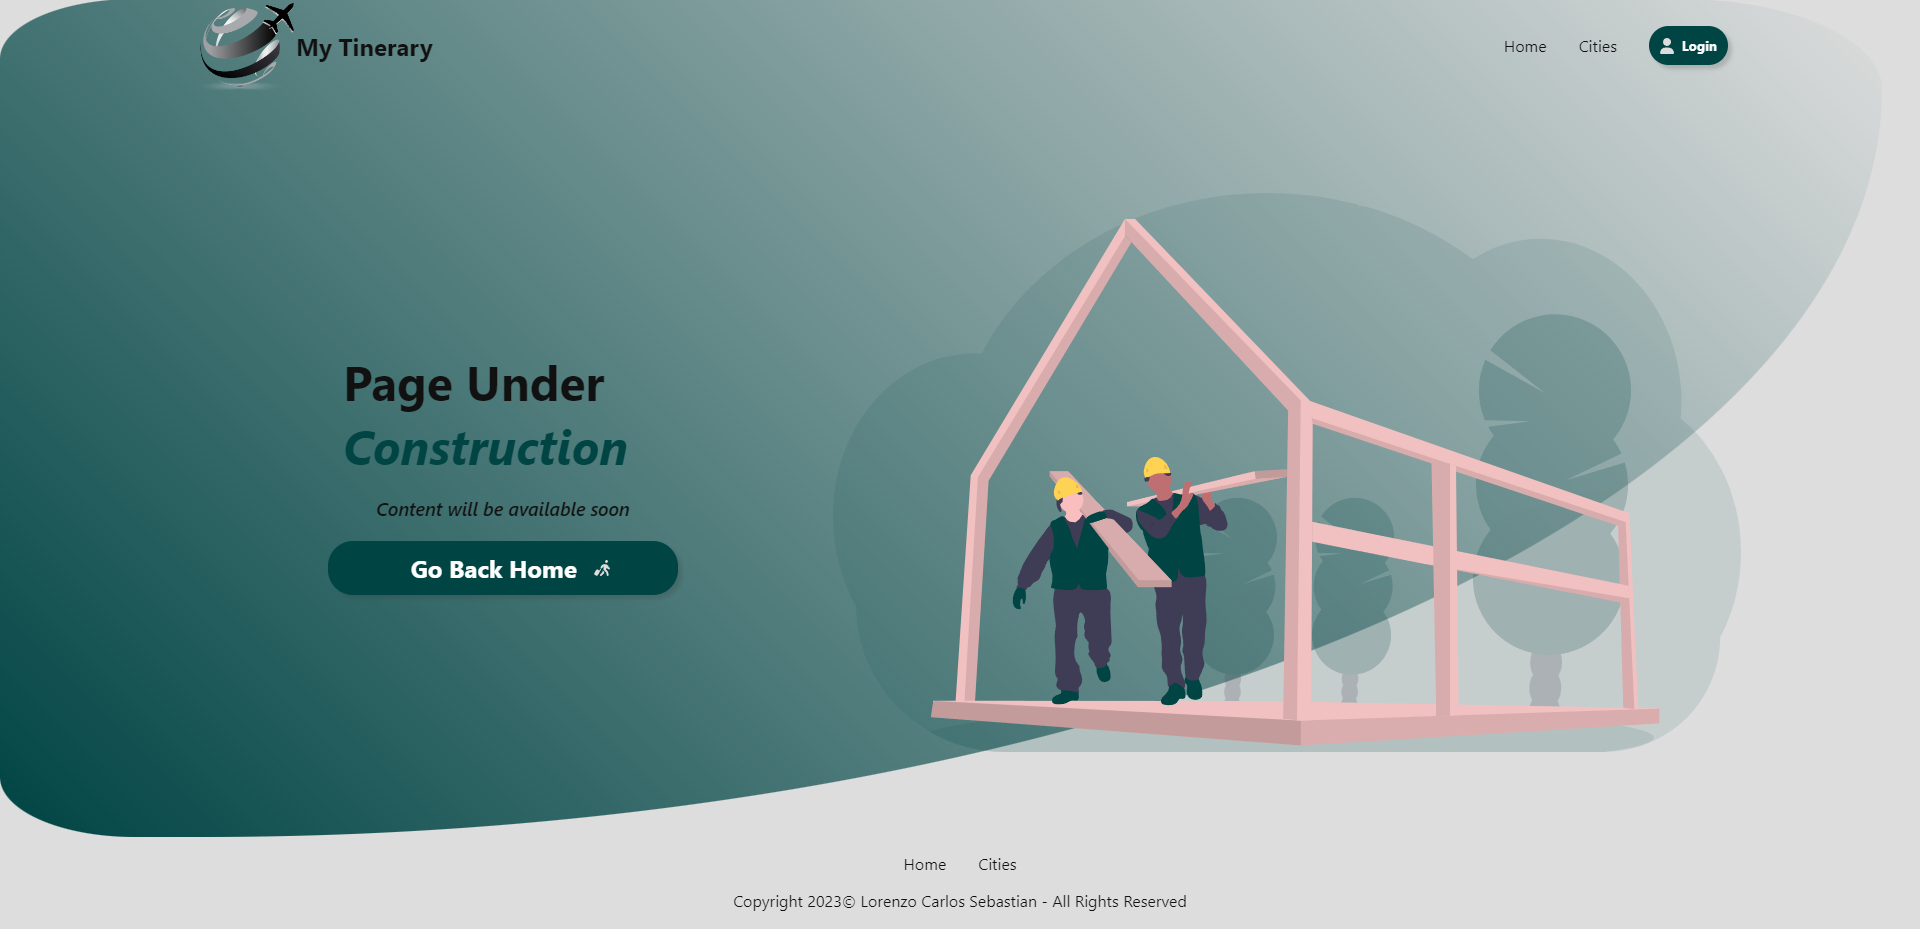 My Tinerary
Home
Cities
Login
Page Under
Construction
Content will be available soon
Go Back Home
Home
Cities
Copyright 2023© Lorenzo Carlos Sebastian - All Rights Reserved